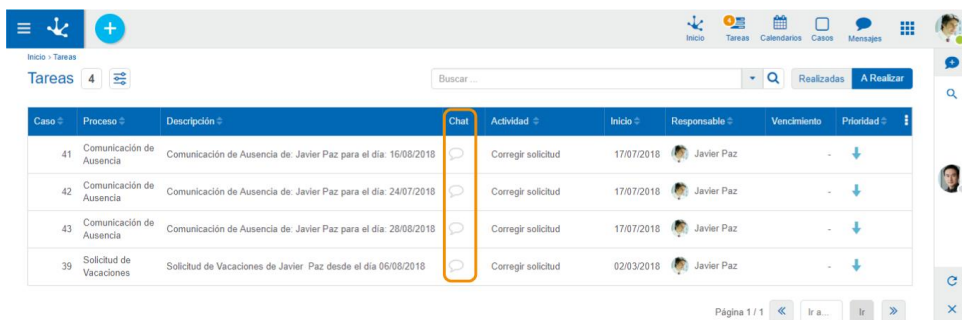 4
Inicio Tareas Calendarios Casos Mensajes
Inicio > Tareas
Tareas 4 Buscar ... Realizadas A Realizar
Caso Proceso Descripción Chat Actividad Inicio Responsable Vencimiento Prioridad
41 Comunicación de Ausencia Comunicación de Ausencia de: Javier Paz para el día: 16/08/2018 Corregir solicitud 17/07/2018 Javier Paz -
42 Comunicación de Ausencia Comunicación de Ausencia de: Javier Paz para el día: 24/07/2018 Corregir solicitud 17/07/2018 Javier Paz -
43 Comunicación de Ausencia Comunicación de Ausencia de: Javier Paz para el día: 28/08/2018 Corregir solicitud 17/07/2018 Javier Paz -
39 Solicitud de Vacaciones Solicitud de Vacaciones de Javier Paz desde el día 06/08/2018 Corregir solicitud 02/03/2018 Javier Paz -
Página 1 / 1 « Ir a... Ir »